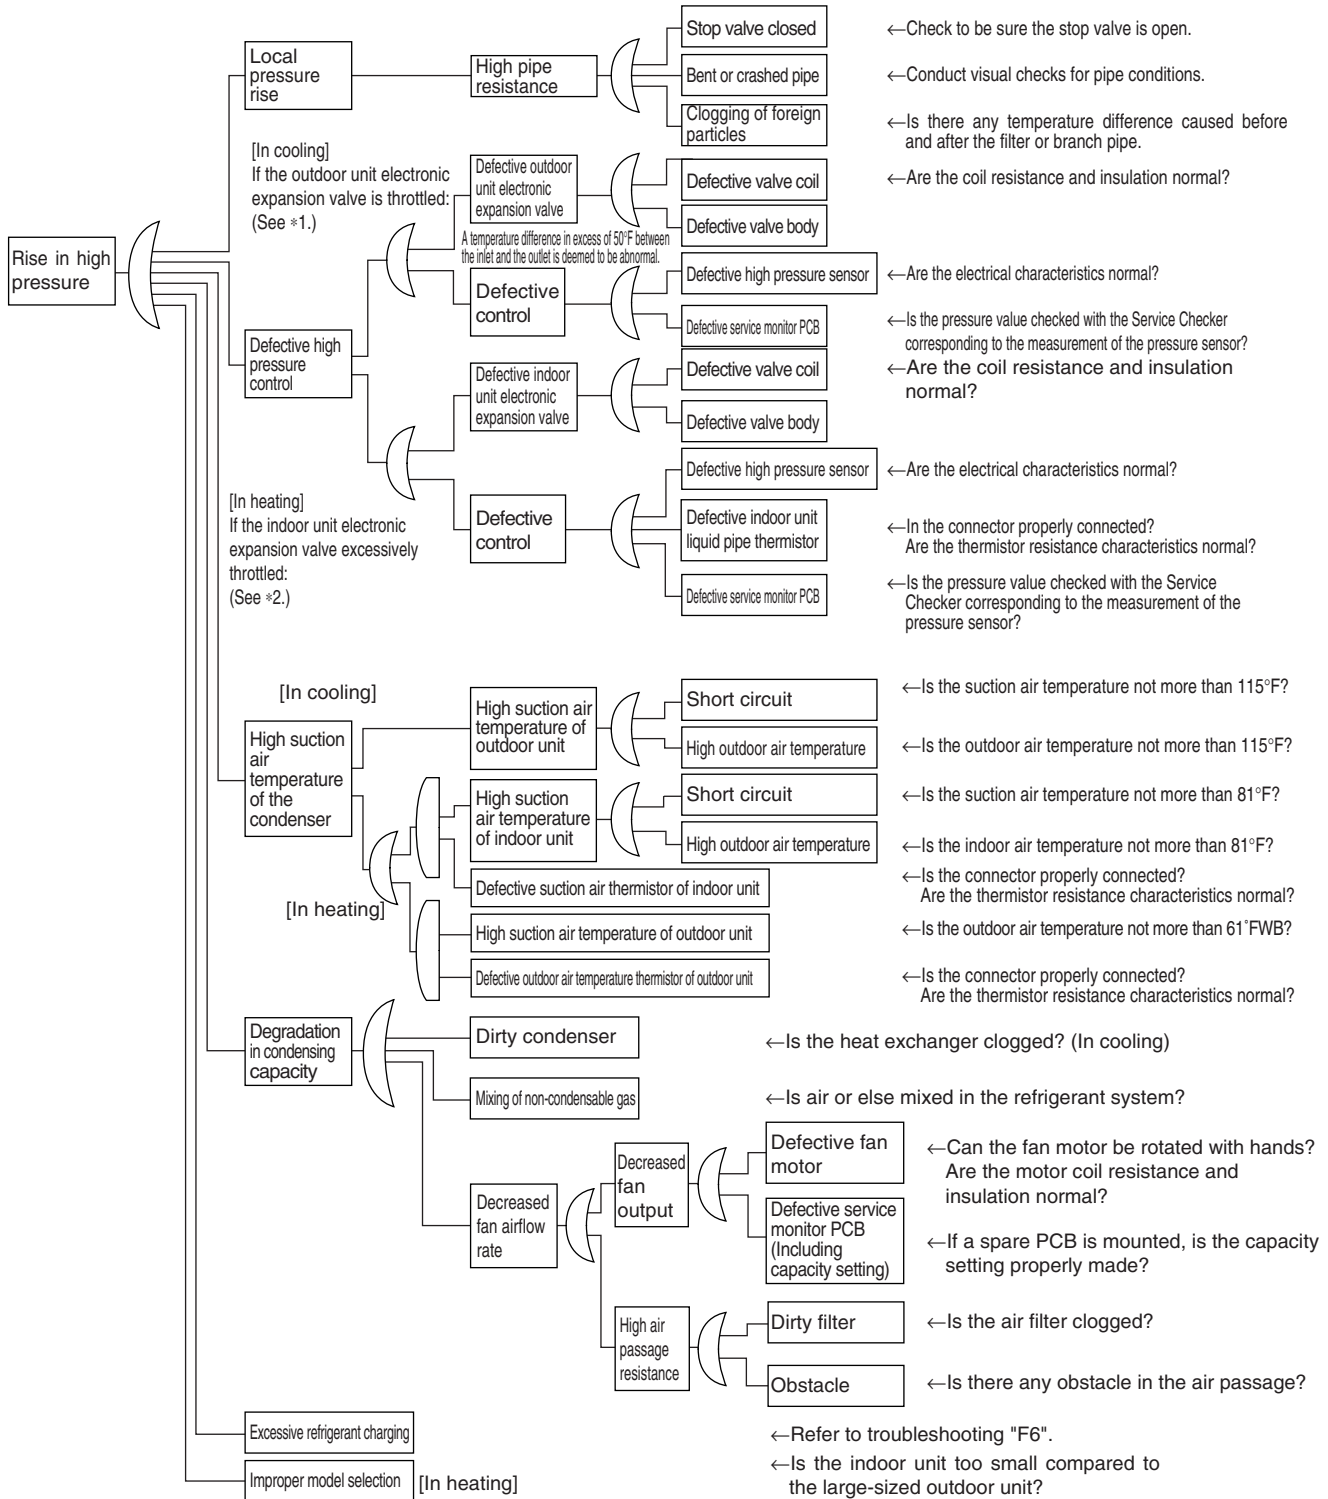 Rise in high
pressure
Local
pressure
rise
High pipe
resistance
Stop valve closed
←Check to be sure the stop valve is open.
Bent or crashed pipe
←Conduct visual checks for pipe conditions.
Clogging of foreign
particles
←Is there any temperature difference caused before
and after the filter or branch pipe.
[In cooling]
If the outdoor unit electronic
expansion valve is throttled:
(See *1.)
Defective high
pressure
control
Defective outdoor
unit electronic
expansion valve
A temperature difference in excess of 50°F between
the inlet and the outlet is deemed to be abnormal.
Defective valve coil
←Are the coil resistance and insulation normal?
Defective valve body
Defective
control
Defective high pressure sensor
←Are the electrical characteristics normal?
Defective service monitor PCB
←Is the pressure value checked with the Service Checker
corresponding to the measurement of the pressure sensor?
Defective indoor
unit electronic
expansion valve
Defective valve coil
←Are the coil resistance and insulation
normal?
Defective valve body
[In heating]
If the indoor unit electronic
expansion valve excessively
throttled:
(See *2.)
Defective
control
Defective high pressure sensor
←Are the electrical characteristics normal?
Defective indoor unit
liquid pipe thermistor
←In the connector properly connected?
Are the thermistor resistance characteristics normal?
Defective service monitor PCB
←Is the pressure value checked with the Service
Checker corresponding to the measurement of the
pressure sensor?
[In cooling]
High suction
air
temperature
of the
condenser
High suction air
temperature of
outdoor unit
Short circuit
←Is the suction air temperature not more than 115°F?
High outdoor air temperature
←Is the outdoor air temperature not more than 115°F?
[In heating]
High suction
air temperature
of indoor unit
Short circuit
←Is the suction air temperature not more than 81°F?
High outdoor air temperature
←Is the indoor air temperature not more than 81°F?
Defective suction air thermistor of indoor unit
←Is the connector properly connected?
Are the thermistor resistance characteristics normal?
High suction air temperature of outdoor unit
←Is the outdoor air temperature not more than 61°FWB?
Defective outdoor air temperature thermistor of outdoor unit
←Is the connector properly connected?
Are the thermistor resistance characteristics normal?
Degradation
in condensing
capacity
Dirty condenser
←Is the heat exchanger clogged? (In cooling)
Mixing of non-condensable gas
←Is air or else mixed in the refrigerant system?
Decreased
fan airflow
rate
Decreased
fan
output
Defective fan
motor
←Can the fan motor be rotated with hands?
Are the motor coil resistance and
insulation normal?
Defective service
monitor PCB
(Including
capacity setting)
←If a spare PCB is mounted, is the capacity
setting properly made?
High air
passage
resistance
Dirty filter
←Is the air filter clogged?
Obstacle
←Is there any obstacle in the air passage?
Excessive refrigerant charging
←Refer to troubleshooting "F6".
Improper model selection
[In heating]
←Is the indoor unit too small compared to
the large-sized outdoor unit?